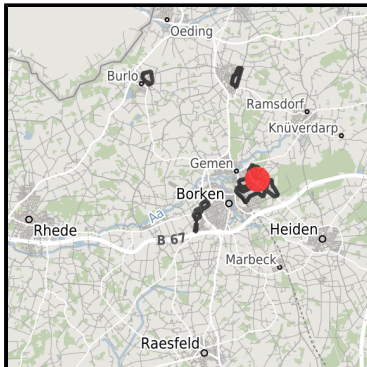 Oeding
Burlo
Ramsdorf
Knüverdarp
Gemen
Borken
Aa
Rhede
B 67
Heiden
Marbeck
Raesfeld